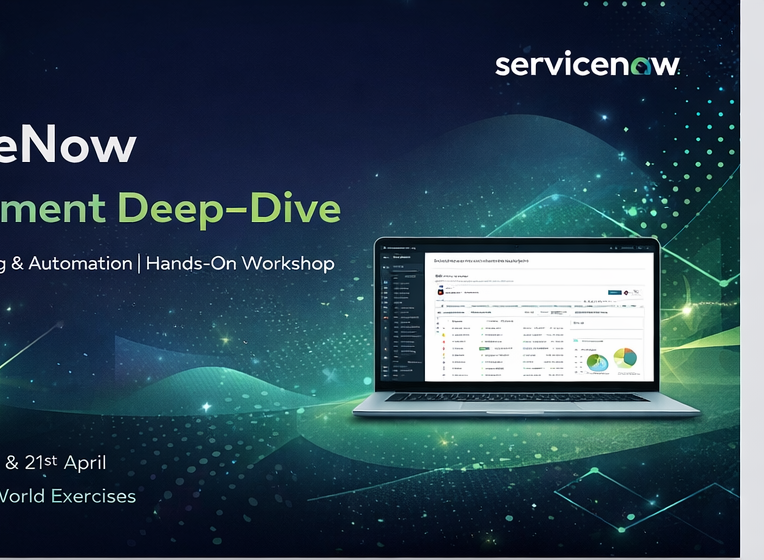 servicenow
eNow
ment Deep-Dive
g & Automation | Hands-On Workshop
& 21st April
World Exercises